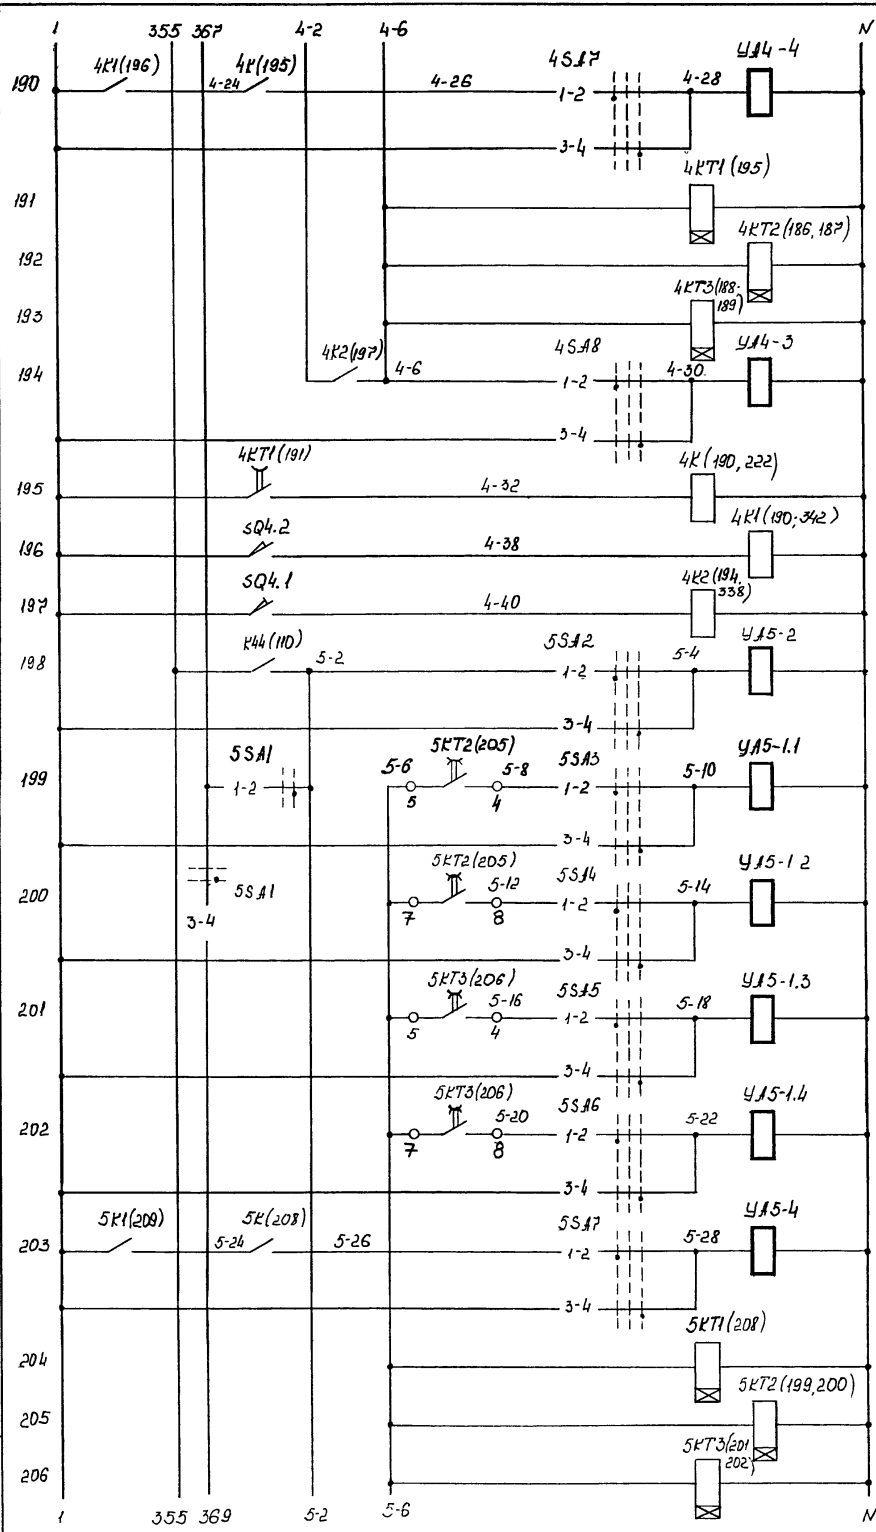 1 355 367 4-2 4-6 N
190 4К1(196) 4-24 4К(195) 4-26 4SA7 1-2 4-28 УА4-4
3-4
191 4КТ1(195)
192 4КТ2(186,187)
193 4КТ3(188-
189)
194 4К2(197) 4-6 4SA8 1-2 4-30 УА4-3
3-4
195 4КТ1(191) 4-32 4К(190,222)
196 SQ4.2 4-38 4К1(190;342)
197 SQ4.1 4-40 4К2(194,
338)
198 К44(110) 5-2 5SA2 1-2 5-4 УА5-2
3-4
199 5SA1 1-2 5-6 5 5КТ2(205) 5-8 4 5SA3 1-2 5-10 УА5-1.1
3-4
200 5SA1 3-4 7 5КТ2(205) 5-12 8 5SA4 1-2 5-14 УА5-1 2
3-4
201 5 5КТ3(206) 5-16 4 5SA5 1-2 5-18 УА5-1.3
3-4
202 7 5КТ3(206) 5-20 8 5SA6 1-2 5-22 УА5-1.4
3-4
203 5К1(209) 5-24 5К(208) 5-26 5SA7 1-2 5-28 УА5-4
3-4
204 5КТ1(208)
205 5КТ2(199,200)
206 5КТ3(201
202)
1 355 369 5-2 5-6 N